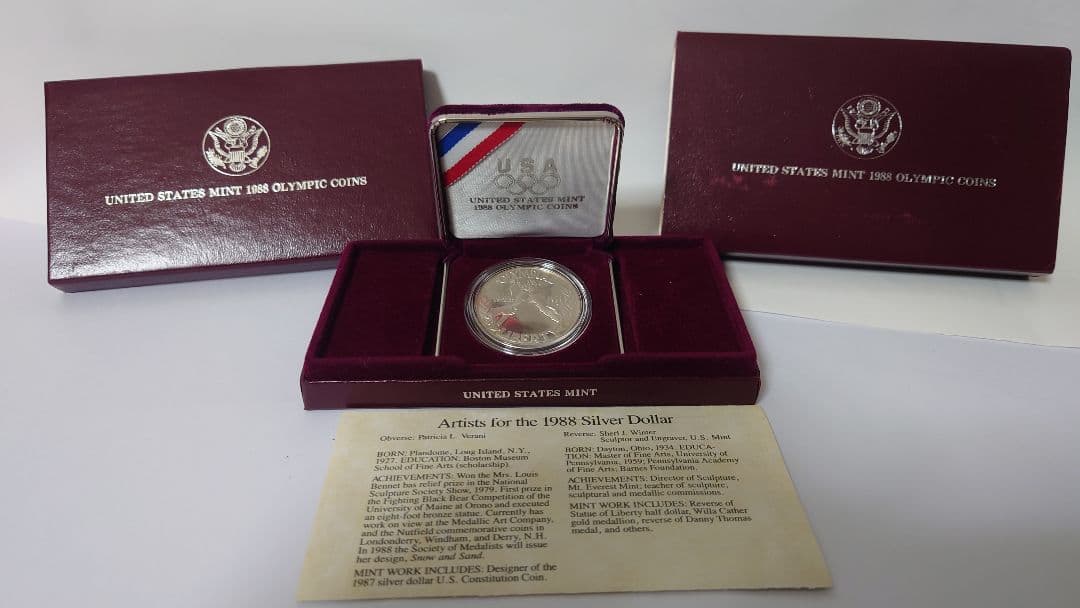 UNITED STATES MINT 1988 OLYMPIC COINS
USA
UNITED STATES MINT
1988 OLYMPIC COINS
UNITED STATES MINT 1988 OLYMPIC COINS
LIBERTY
UNITED STATES MINT
Artists for the 1988 Silver Dollar
Obverse: Patricia L. Verani
BORN: Plandome, Long Island, N.Y.,
1927. EDUCATION: Boston Museum
School of Fine Arts (scholarship).
ACHIEVEMENTS: Won the Mrs. Louis
Bennet bas relief prize in the National
Sculpture Society Show, 1979. First prize in
the Fighting Black Bear Competition of the
University of Maine at Orono and executed
an eight-foot bronze statue. Currently has
work on view at the Medallic Art Company,
and the Nutfield commemorative coins in
Londonderry, Windham, and Derry, N.H.
In 1988 the Society of Medalists will issue
her design, Snow and Sand.
MINT WORK INCLUDES: Designer of the
1987 silver dollar U.S. Constitution Coin.
Reverse: Sherl J. Winter
Sculptor and Engraver, U.S. Mint
BORN: Dayton, Ohio, 1934. EDUCA-
TION: Master of Fine Arts, University of
Pennsylvania, 1959; Pennsylvania Academy
of Fine Arts; Barnes Foundation.
ACHIEVEMENTS: Director of Sculpture,
Mt. Everest Mint; teacher of sculpture;
sculptural and medallic commissions.
MINT WORK INCLUDES: Reverse of
Statue of Liberty half dollar, Willa Cather
gold medallion, reverse of Danny Thomas
medal, and others.